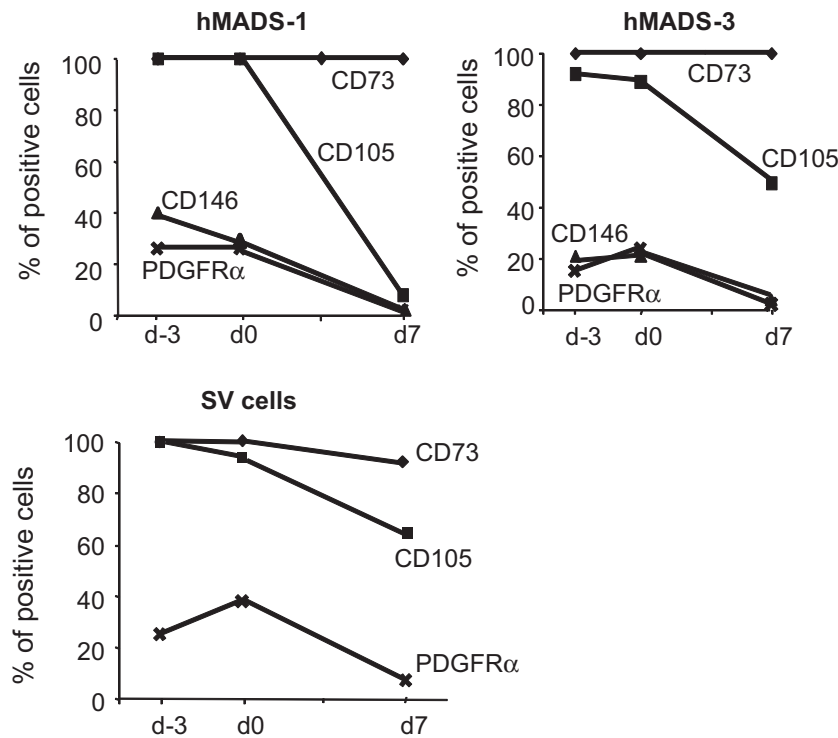 hMADS-1
% of positive cells
100
80
60
40
20
0
CD73
CD105
CD146
PDGFRα
d-3 d0 d7
hMADS-3
% of positive cells
100
80
60
40
20
0
CD73
CD105
CD146
PDGFRα
d-3 d0 d7
SV cells
% of positive cells
100
80
60
40
20
0
CD73
CD105
PDGFRα
d-3 d0 d7